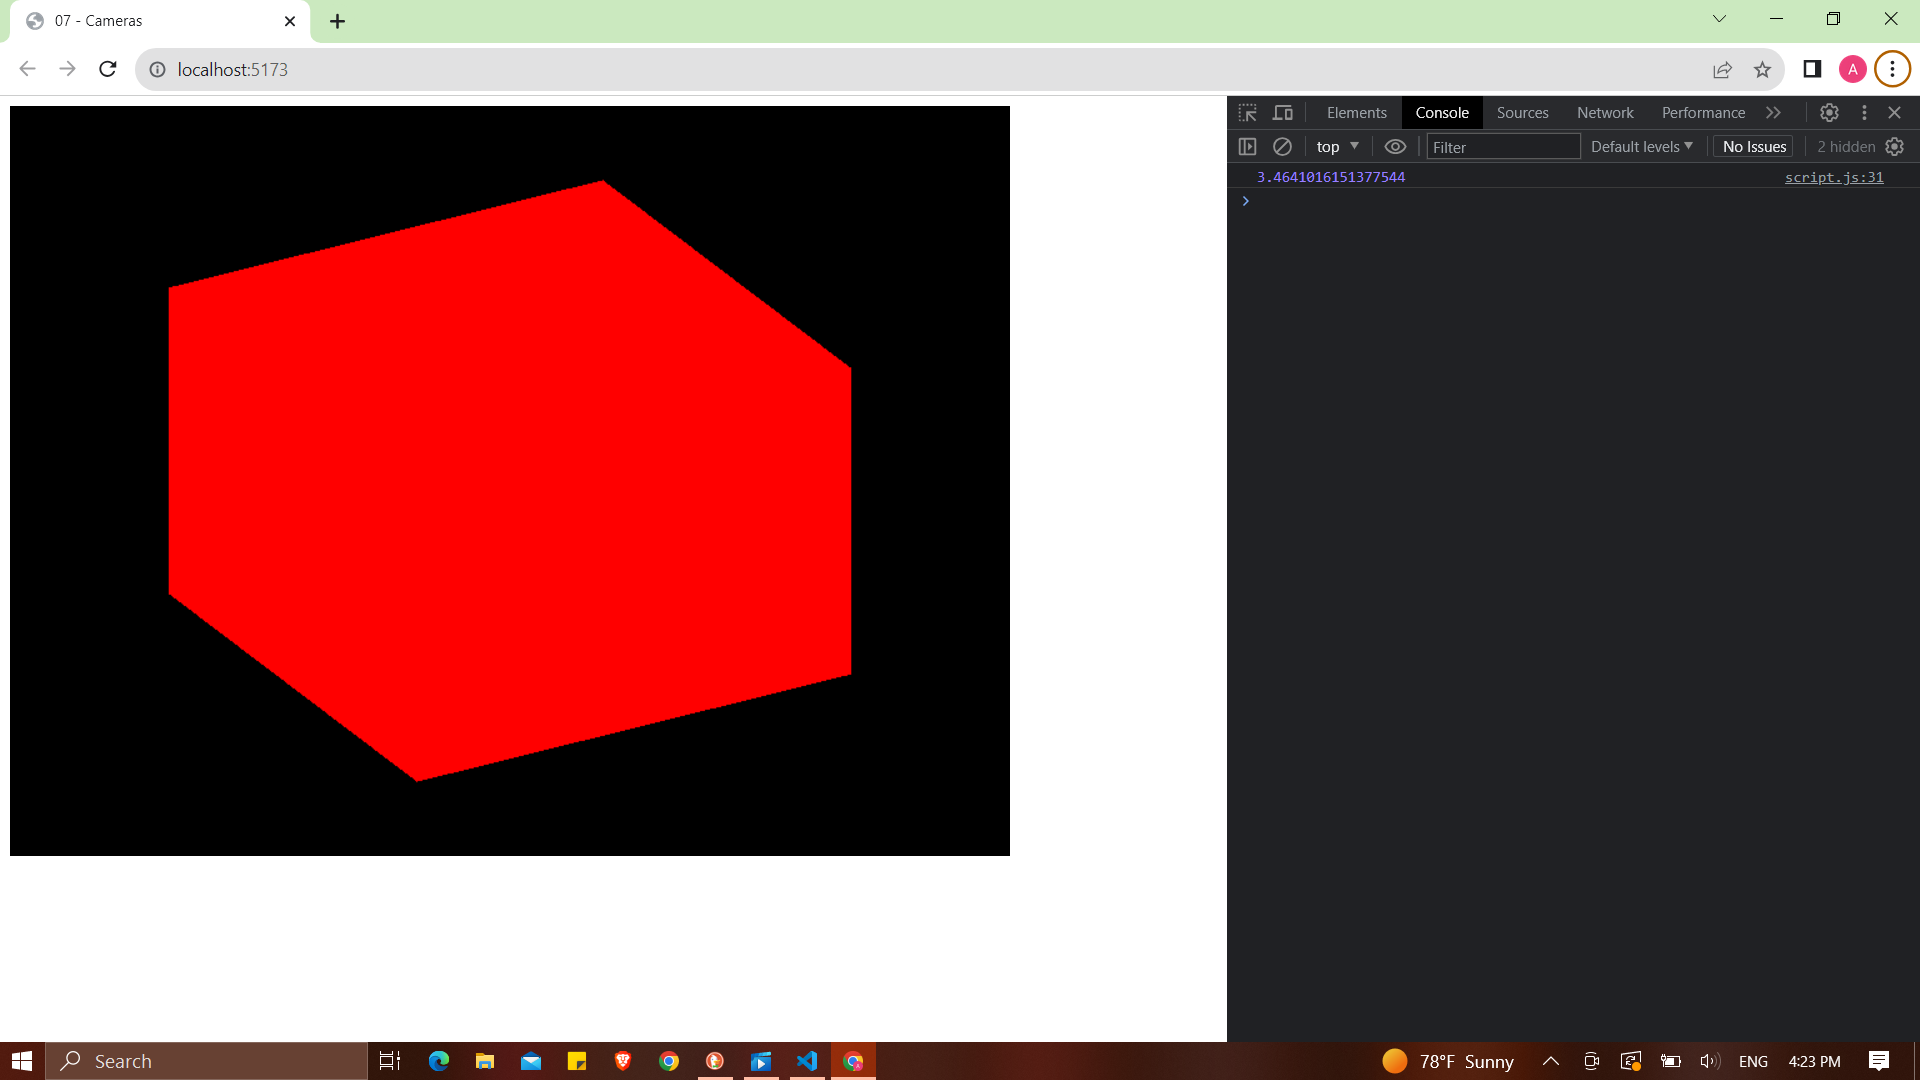 07 - Cameras
localhost:5173
A
Elements Console Sources Network Performance
top Filter Default levels No Issues 2 hidden
3.4641016151377544 script.js:31
Search
78°F Sunny ENG 4:23 PM